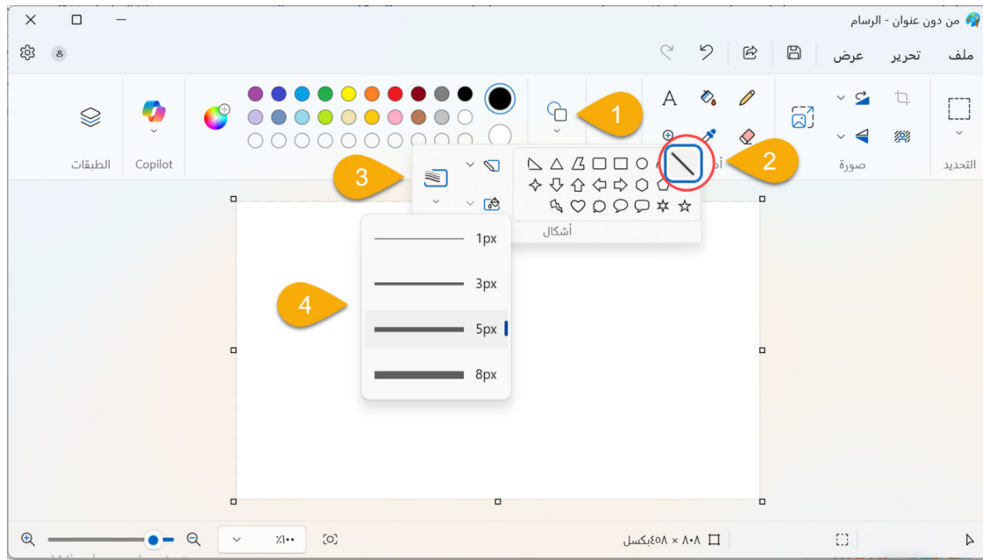 من دون عنوان - الرسام
ملف تحرير عرض
A
1
التحديد
صورة
Copilot
الطبقات
2
3
أشكال
1px
3px
4
5px
8px
٨٠٨ × ٤٥٨بكسل
٪١٠٠